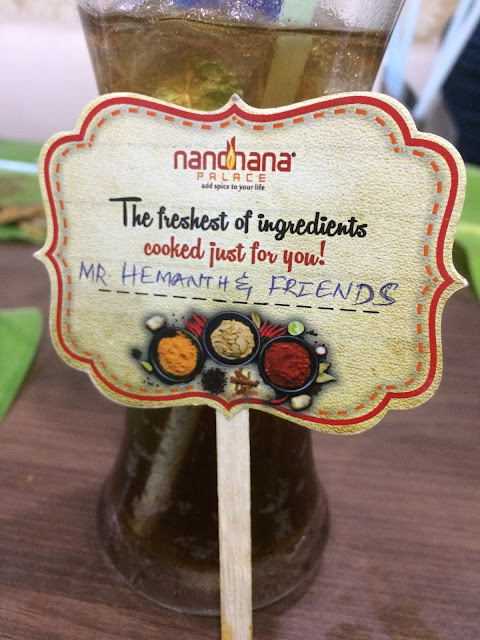 nandhana®
PALACE
add spice to your life
The freshest of ingredients
cooked just for you!
MR. HEMANTH & FRIENDS